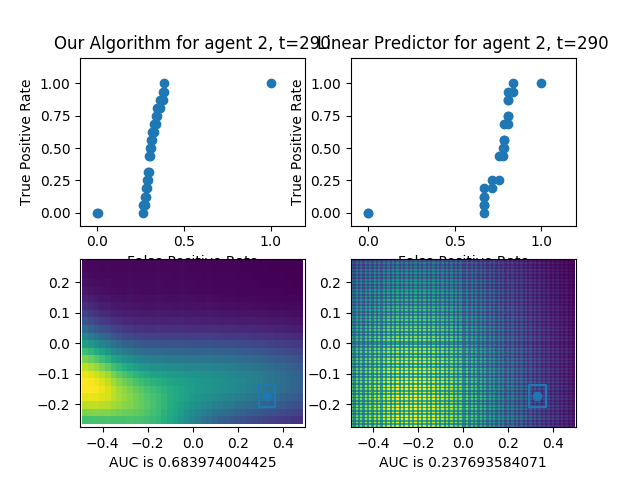 Our Algorithm for agent 2, t=290
Linear Predictor for agent 2, t=290
True Positive Rate
1.00
0.75
0.50
0.25
0.00
0.0 0.5 1.0
False Positive Rate
True Positive Rate
1.00
0.75
0.50
0.25
0.00
0.0 0.5 1.0
False Positive Rate
0.2
0.1
0.0
−0.1
−0.2
−0.4 −0.2 0.0 0.2 0.4
AUC is 0.683974004425
0.2
0.1
0.0
−0.1
−0.2
−0.4 −0.2 0.0 0.2 0.4
AUC is 0.237693584071